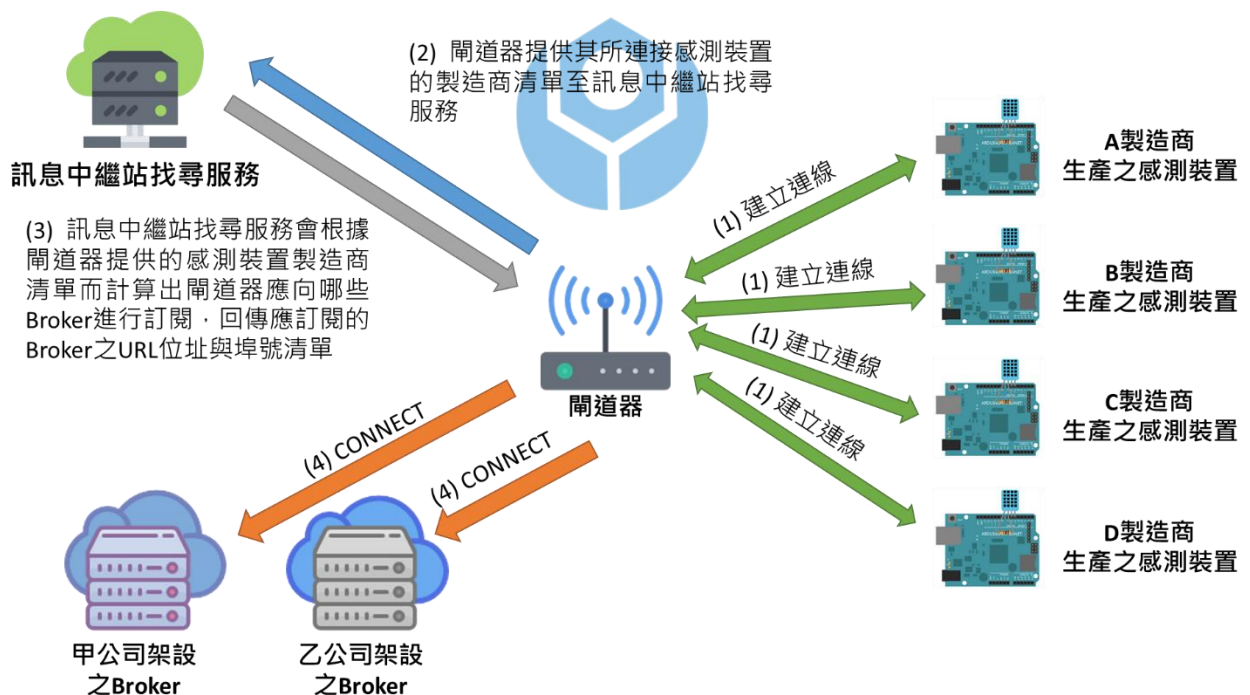 (2) 閘道器提供其所連接感測裝置
的製造商清單至訊息中繼站找尋
服務
訊息中繼站找尋服務
(3) 訊息中繼站找尋服務會根據
閘道器提供的感測裝置製造商
清單而計算出閘道器應向哪些
Broker進行訂閱，回傳應訂閱的
Broker之URL位址與埠號清單
(1) 建立連線
(1) 建立連線
(1) 建立連線
(1) 建立連線
A製造商
生產之感測裝置
B製造商
生產之感測裝置
C製造商
生產之感測裝置
D製造商
生產之感測裝置
閘道器
(4) CONNECT
(4) CONNECT
甲公司架設
之Broker
乙公司架設
之Broker